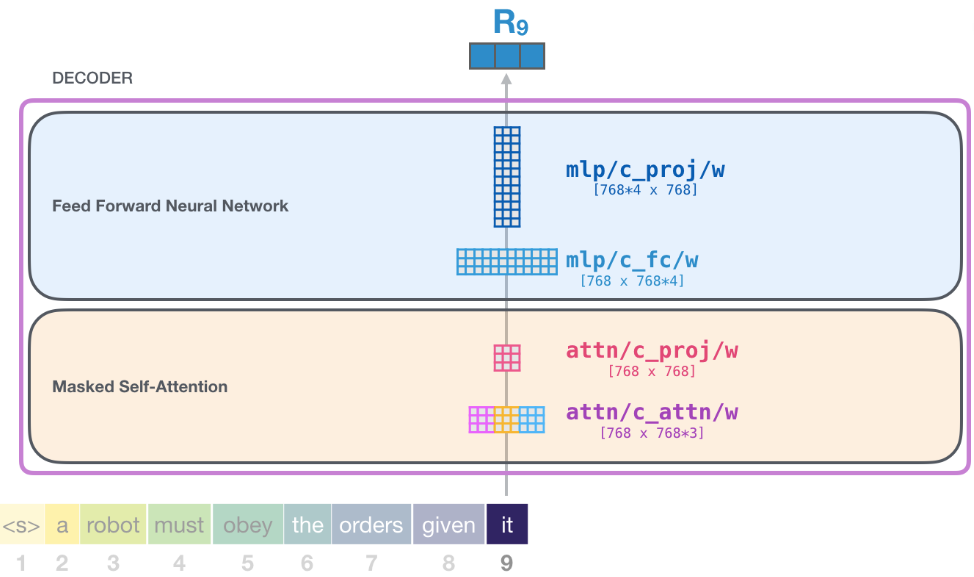 R9
DECODER
mlp/c_proj/w
[768*4 x 768]
Feed Forward Neural Network
mlp/c_fc/w
[768 x 768*4]
attn/c_proj/w
[768 x 768]
Masked Self-Attention
attn/c_attn/w
[768 x 768*3]
<s> a robot must obey the orders given it
1 2 3 4 5 6 7 8 9